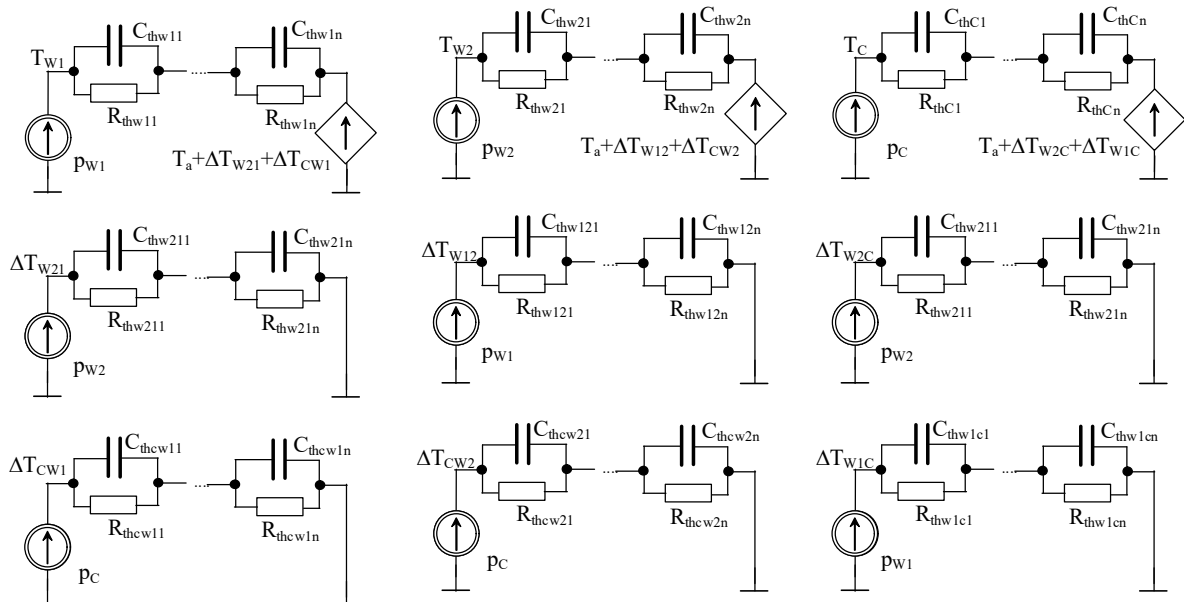 C_thw11
C_thw1n
T_W1
R_thw11
R_thw1n
p_W1
T_a+ΔT_W21+ΔT_CW1
C_thw21
C_thw2n
T_W2
...
R_thw21
R_thw2n
p_W2
T_a+ΔT_W12+ΔT_CW2
C_thC1
C_thCn
T_C
...
R_thC1
R_thCn
p_C
T_a+ΔT_W2C+ΔT_W1C
C_thw211
C_thw21n
ΔT_W21
...
R_thw211
R_thw21n
p_W2
C_thw121
C_thw12n
ΔT_W12
...
R_thw121
R_thw12n
p_W1
C_thw211
C_thw21n
ΔT_W2C
...
R_thw211
R_thw21n
p_W2
C_thcw11
C_thcw1n
ΔT_CW1
...
R_thcw11
R_thcw1n
p_C
C_thcw21
C_thcw2n
ΔT_CW2
...
R_thcw21
R_thcw2n
p_C
C_thw1c1
C_thw1cn
ΔT_W1C
...
R_thw1c1
R_thw1cn
p_W1